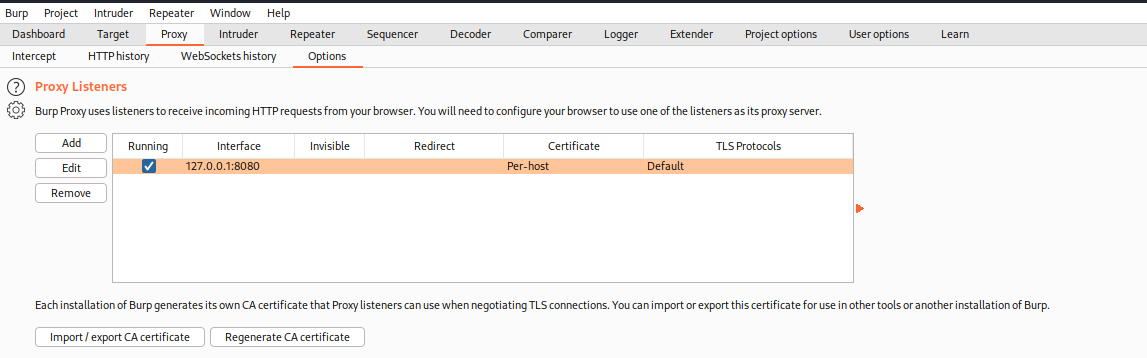 Burp Project Intruder Repeater Window Help
Dashboard Target Proxy Intruder Repeater Sequencer Decoder Comparer Logger Extender Project options User options Learn
Intercept HTTP history WebSockets history Options
? Proxy Listeners
Burp Proxy uses listeners to receive incoming HTTP requests from your browser. You will need to configure your browser to use one of the listeners as its proxy server.
Add
Edit
Remove
Running Interface Invisible Redirect Certificate TLS Protocols
127.0.0.1:8080 Per-host Default
Each installation of Burp generates its own CA certificate that Proxy listeners can use when negotiating TLS connections. You can import or export this certificate for use in other tools or another installation of Burp.
Import / export CA certificate Regenerate CA certificate